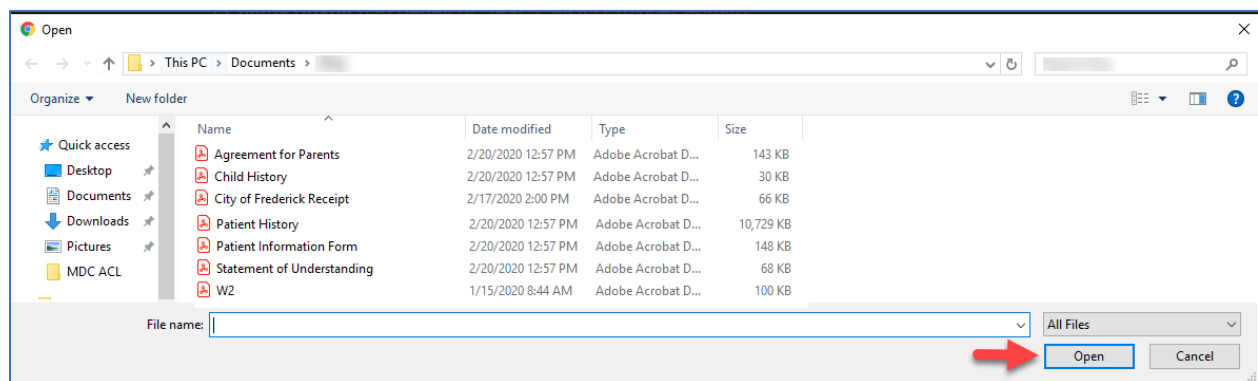 Open
This PC > Documents >
Organize New folder
Name Date modified Type Size
Quick access
Desktop
Documents
Downloads
Pictures
MDC ACL
Agreement for Parents 2/20/2020 12:57 PM Adobe Acrobat D... 143 KB
Child History 2/20/2020 12:57 PM Adobe Acrobat D... 30 KB
City of Frederick Receipt 2/17/2020 2:00 PM Adobe Acrobat D... 66 KB
Patient History 2/20/2020 12:57 PM Adobe Acrobat D... 10,729 KB
Patient Information Form 2/20/2020 12:57 PM Adobe Acrobat D... 148 KB
Statement of Understanding 2/20/2020 12:57 PM Adobe Acrobat D... 68 KB
W2 1/15/2020 8:44 AM Adobe Acrobat D... 100 KB
File name: All Files
Open Cancel